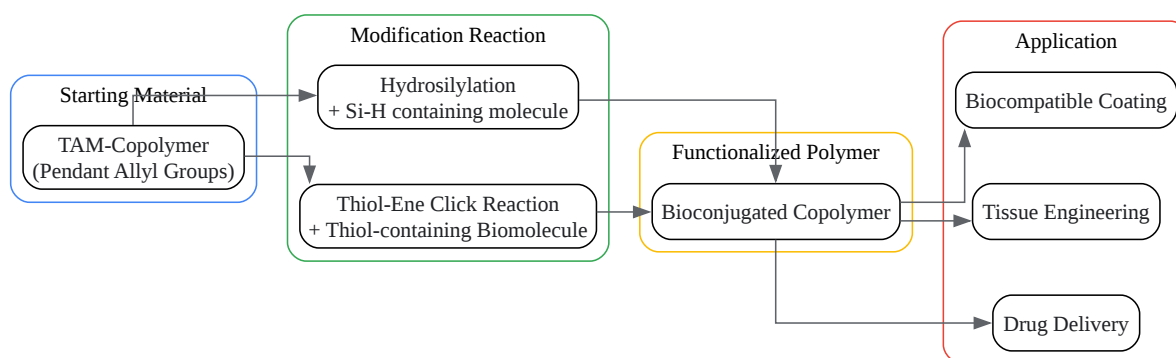 Starting Material
TAM-Copolymer
(Pendant Allyl Groups)
Modification Reaction
Hydrosilylation
+ Si-H containing molecule
Thiol-Ene Click Reaction
+ Thiol-containing Biomolecule
Functionalized Polymer
Bioconjugated Copolymer
Application
Biocompatible Coating
Tissue Engineering
Drug Delivery